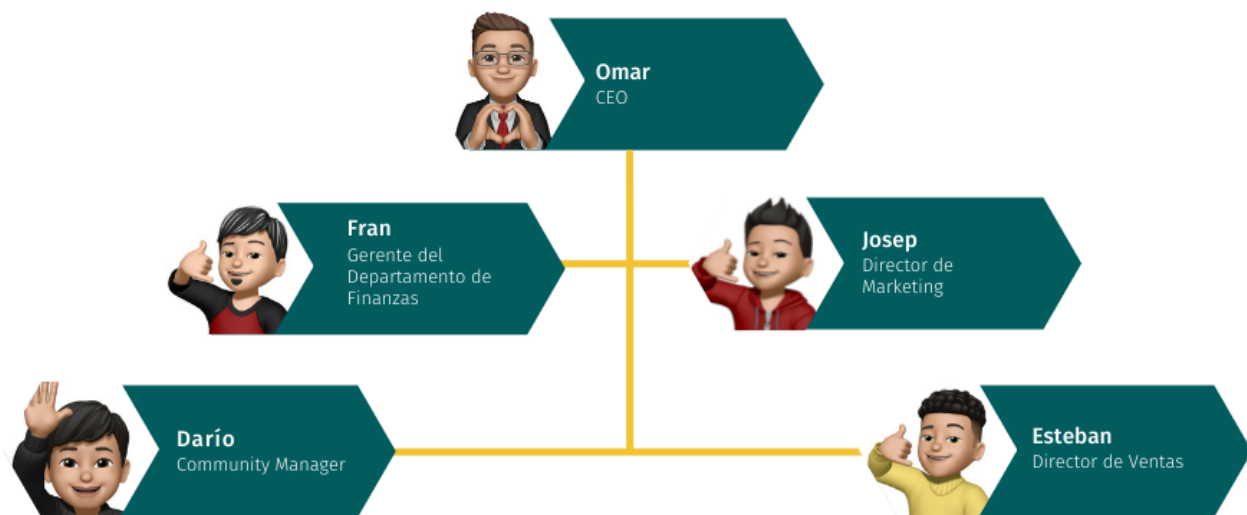 Omar
CEO
Fran
Gerente del
Departamento de
Finanzas
Josep
Director de
Marketing
Darío
Community Manager
Esteban
Director de Ventas